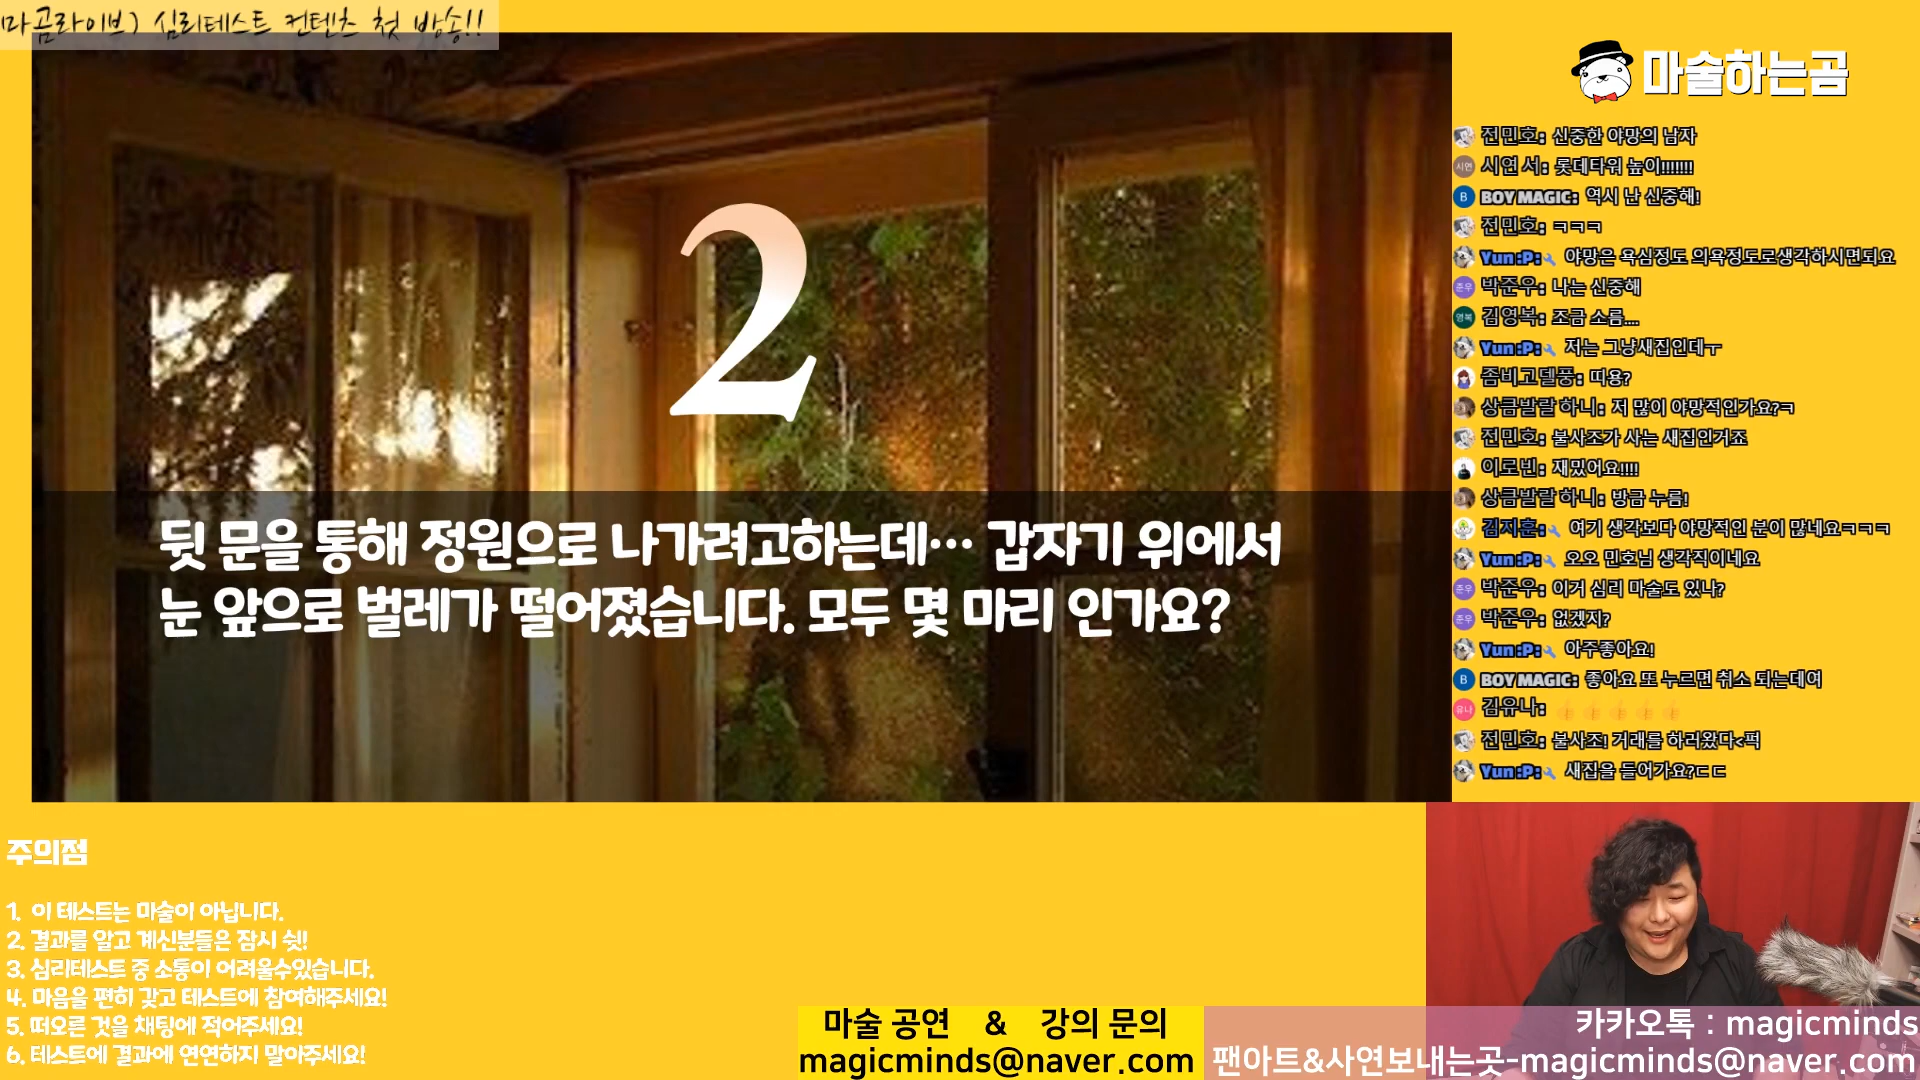 마곰라이브) 심리테스트 컨텐츠 첫 방송!!
마술하는곰
2
뒷 문을 통해 정원으로 나가려고하는데… 갑자기 위에서
눈 앞으로 벌레가 떨어졌습니다. 모두 몇 마리 인가요?
전민호: 신중한 야망의 남자
시연 서: 롯데타워 높이!!!!!!!
B BOY MAGIC: 역시 난 신중해!
전민호: ㅋㅋㅋ
Yun:P: 야망은 욕심정도 의욕정도로생각하시면되요
준우 박준우: 나는 신중해
영복 김영복: 조금 소름....
Yun:P: 저는 그냥새집인데ㅜ
좀비고델풍: 띠용?
상큼발랄 하니: 저 많이 야망적인가요?ㅋ
전민호: 불사조가 사는 새집인거죠
이로빈: 재밌어요!!!!
상큼발랄 하니: 방금 누름!
김지훈: 여기 생각보다 야망적인 분이 많네요ㅋㅋㅋ
Yun:P: 오오 민호님 생각직이네요
준우 박준우: 이거 심리 마술도 있나?
준우 박준우: 없겠지?
Yun:P: 아주좋아요!
B BOY MAGIC: 좋아요 또 누르면 취소 되는데여
유나 김유나:
전민호: 불사조! 거래를 하러왔다<퍽
Yun:P: 새집을 들어가요?ㄷㄷ
주의점
1. 이 테스트는 마술이 아닙니다.
2. 결과를 알고 계신분들은 잠시 쉿!
3. 심리테스트 중 소통이 어려울수있습니다.
4. 마음을 편히 갖고 테스트에 참여해주세요!
5. 떠오른 것을 채팅에 적어주세요!
6. 테스트에 결과에 연연하지 말아주세요!
마술 공연 & 강의 문의
magicminds@naver.com
카카오톡 : magicminds
팬아트&사연보내는곳-magicminds@naver.com